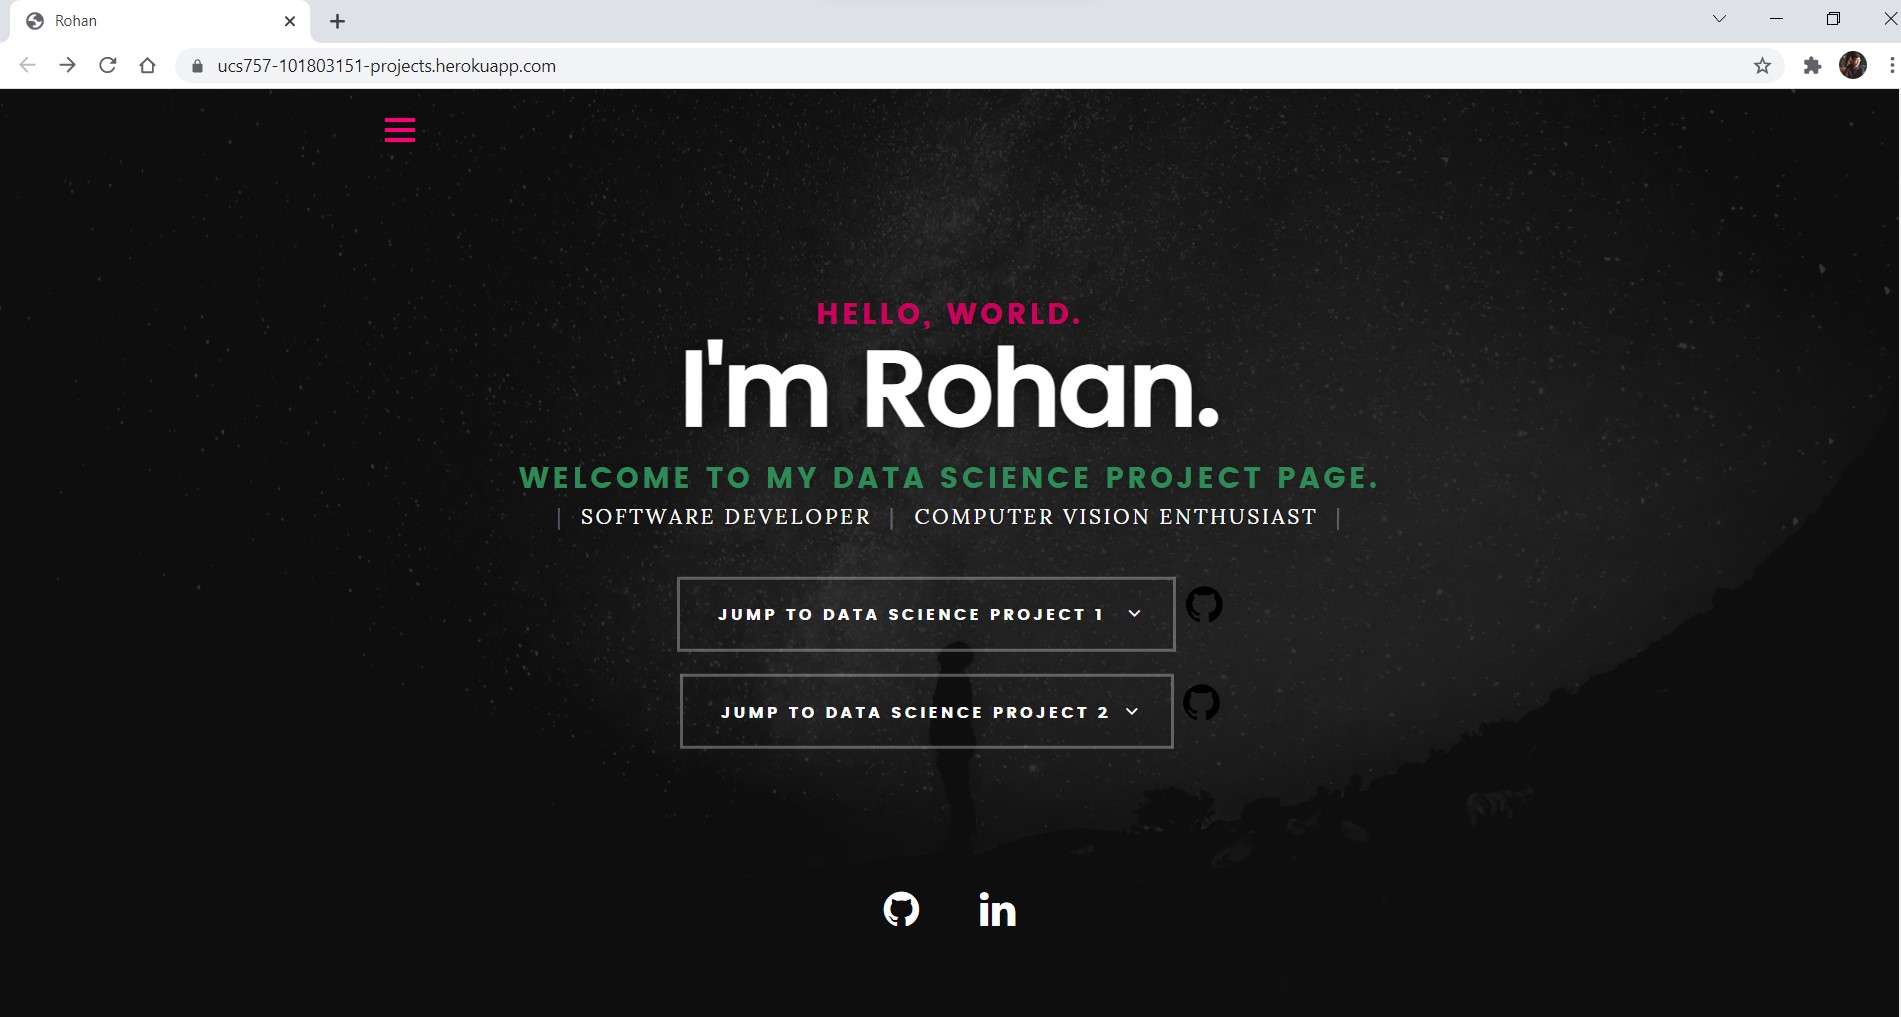 Rohan
ucs757-101803151-projects.herokuapp.com
HELLO, WORLD.
I'm Rohan.
WELCOME TO MY DATA SCIENCE PROJECT PAGE.
| SOFTWARE DEVELOPER | COMPUTER VISION ENTHUSIAST |
JUMP TO DATA SCIENCE PROJECT 1
JUMP TO DATA SCIENCE PROJECT 2
in